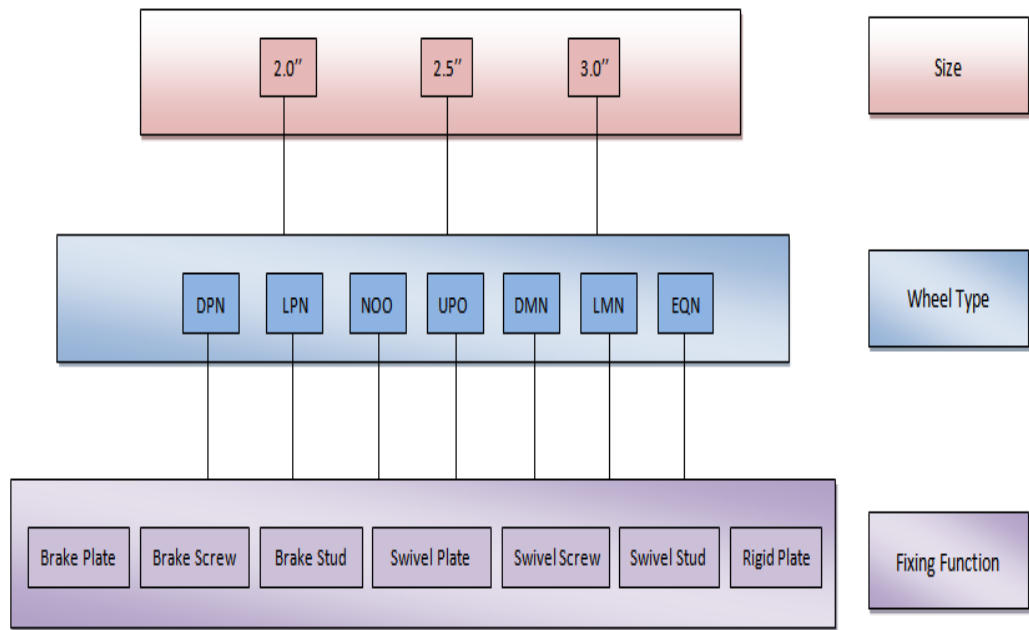 2.0’’ 2.5’’ 3.0’’ Size
DPN LPN NOO UPO DMN LMN EQN Wheel Type
Brake Plate Brake Screw Brake Stud Swivel Plate Swivel Screw Swivel Stud Rigid Plate Fixing Function